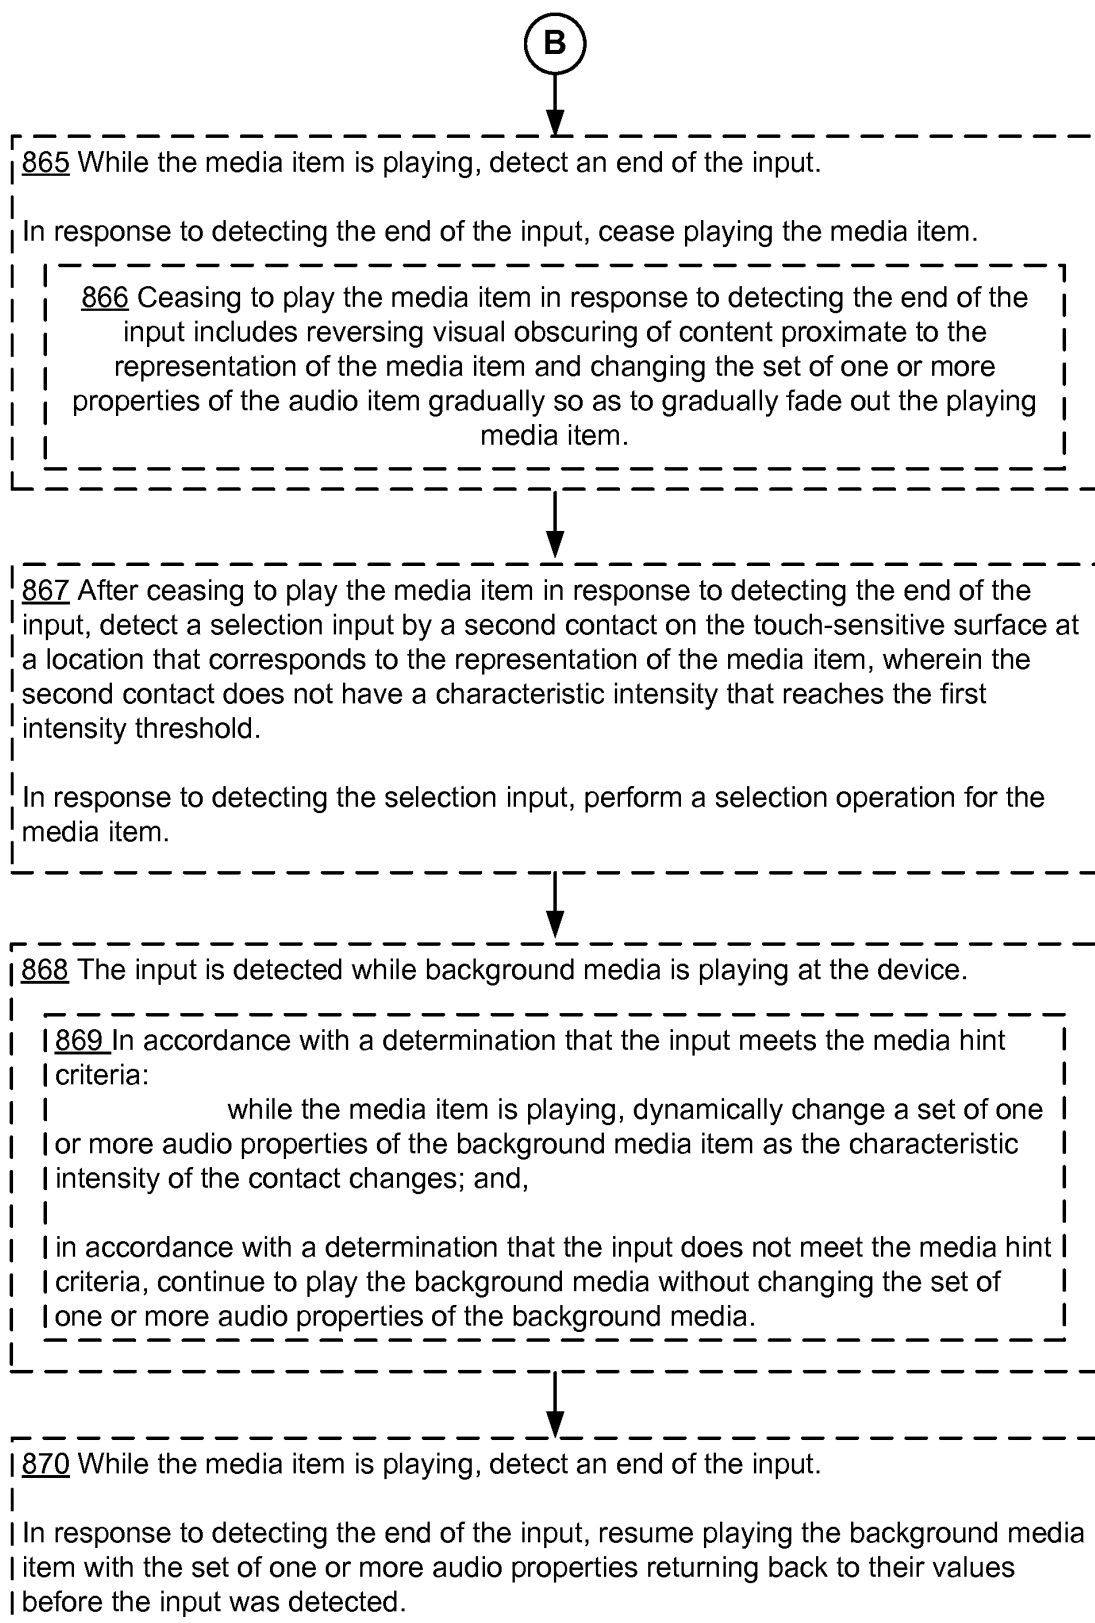 B
865 While the media item is playing, detect an end of the input.
In response to detecting the end of the input, cease playing the media item.
866 Ceasing to play the media item in response to detecting the end of the
input includes reversing visual obscuring of content proximate to the
representation of the media item and changing the set of one or more
properties of the audio item gradually so as to gradually fade out the playing
media item.
867 After ceasing to play the media item in response to detecting the end of the
input, detect a selection input by a second contact on the touch-sensitive surface at
a location that corresponds to the representation of the media item, wherein the
second contact does not have a characteristic intensity that reaches the first
intensity threshold.
In response to detecting the selection input, perform a selection operation for the
media item.
868 The input is detected while background media is playing at the device.
869 In accordance with a determination that the input meets the media hint
criteria:
while the media item is playing, dynamically change a set of one
or more audio properties of the background media item as the characteristic
intensity of the contact changes; and,
in accordance with a determination that the input does not meet the media hint
criteria, continue to play the background media without changing the set of
one or more audio properties of the background media.
870 While the media item is playing, detect an end of the input.
In response to detecting the end of the input, resume playing the background media
item with the set of one or more audio properties returning back to their values
before the input was detected.